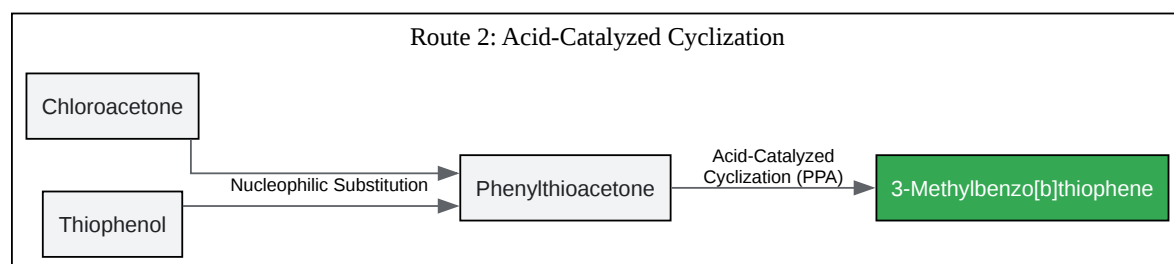 Route 2: Acid-Catalyzed Cyclization
Chloroacetone
Thiophenol
Nucleophilic Substitution
Phenylthioacetone
Acid-Catalyzed
Cyclization (PPA)
3-Methylbenzo[b]thiophene